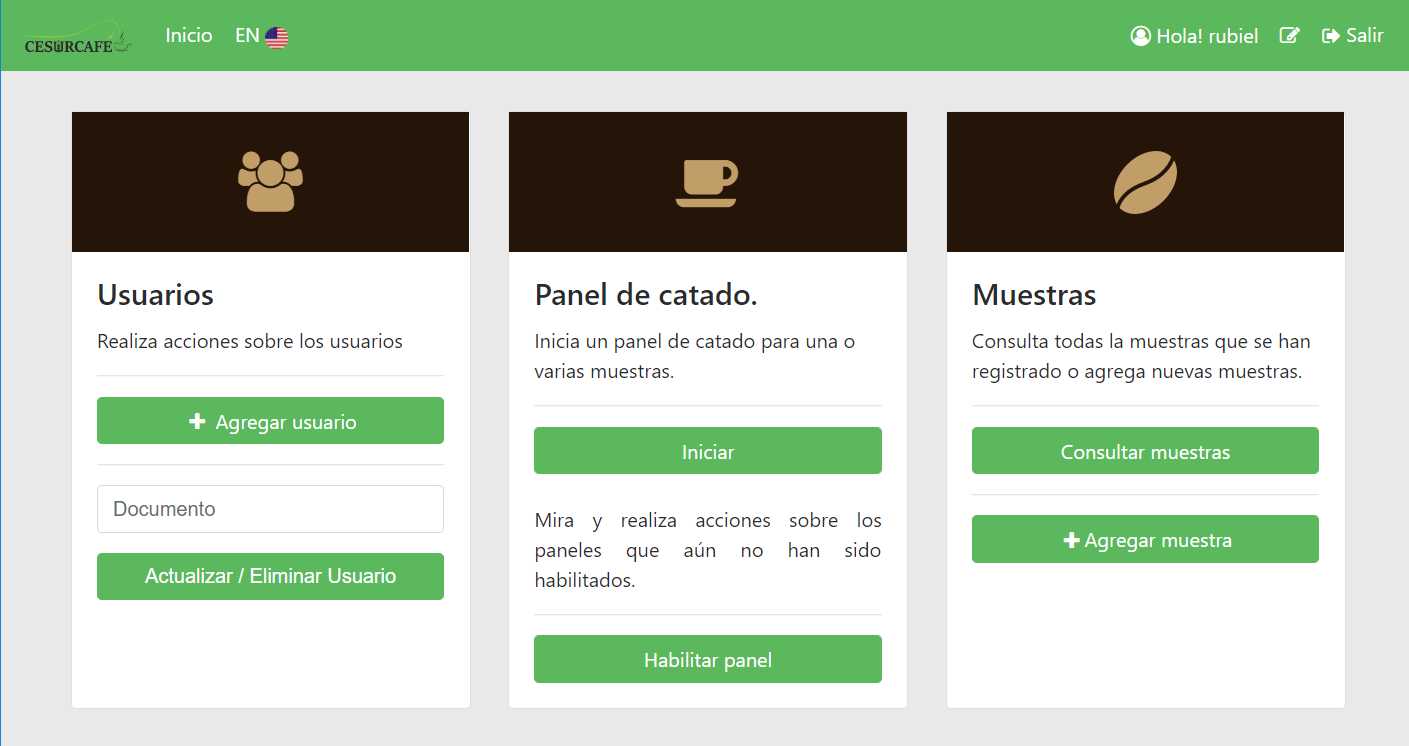 CESURCAFE
Inicio
EN
Hola! rubiel
Salir
Usuarios
Realiza acciones sobre los usuarios
Agregar usuario
Documento
Actualizar / Eliminar Usuario
Panel de catado.
Inicia un panel de catado para una o
varias muestras.
Iniciar
Mira y realiza acciones sobre los
paneles que aún no han sido
habilitados.
Habilitar panel
Muestras
Consulta todas la muestras que se han
registrado o agrega nuevas muestras.
Consultar muestras
Agregar muestra